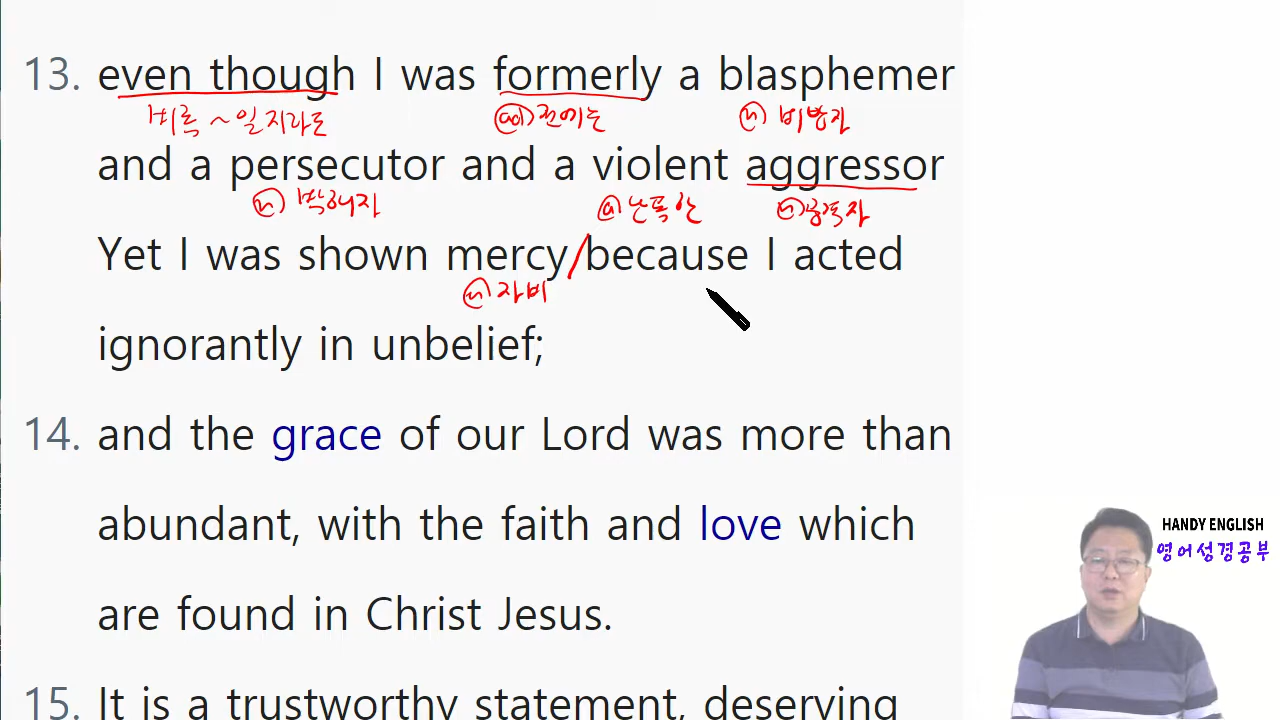 13. even though I was formerly a blasphemer
비록 ~일지라도 ad) 전에는 n) 비방자
and a persecutor and a violent aggressor
n) 박해자 a) 난폭한 n) 공격자
Yet I was shown mercy/because I acted
n) 자비
ignorantly in unbelief;
14. and the grace of our Lord was more than
abundant, with the faith and love which
HANDY ENGLISH
영어성경공부
are found in Christ Jesus.
15. It is a trustworthy statement, deserving